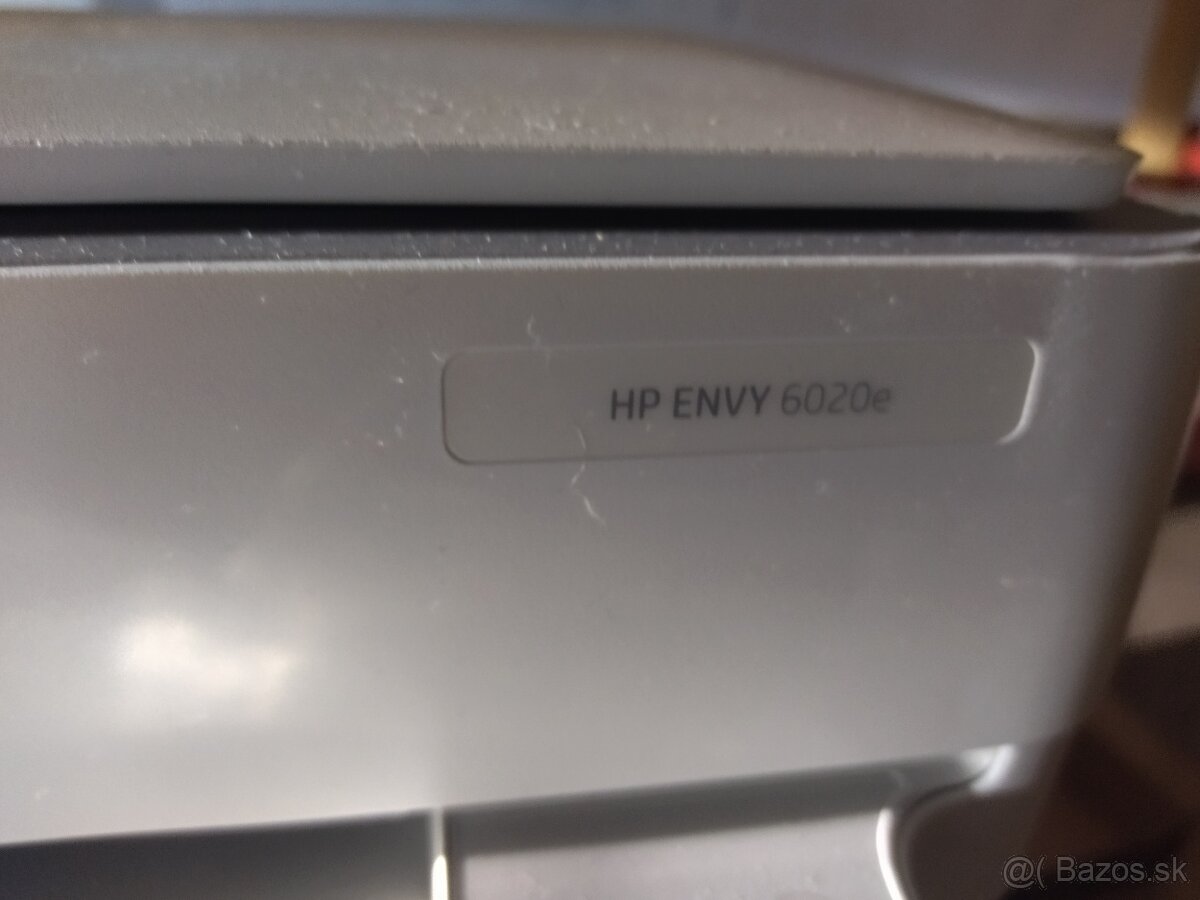 HP ENVY 6020e
@( Bazos.sk